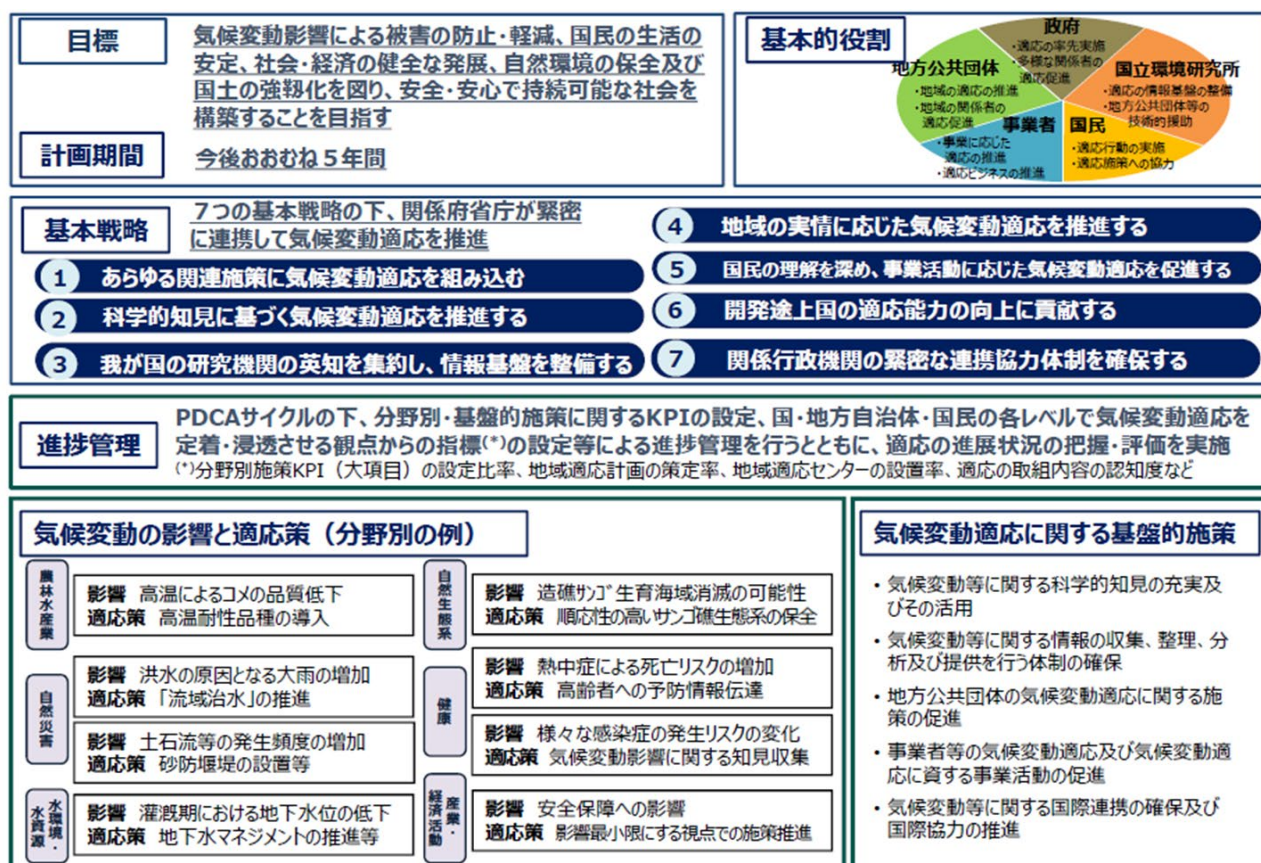 目標
気候変動影響による被害の防止・軽減、国民の生活の
安定、社会・経済の健全な発展、自然環境の保全及び
国土の強靱化を図り、安全・安心で持続可能な社会を
構築することを目指す
計画期間
今後おおむね５年間
基本的役割
政府
・適応の率先実施
・多様な関係者の
適応促進
地方公共団体
・地域の適応の推進
・地域の関係者の
適応促進
国立環境研究所
・適応の情報基盤の整備
・地方公共団体等の
技術的援助
事業者
・事業に応じた
適応の推進
・適応ビジネスの推進
国民
・適応行動の実施
・適応施策への協力
基本戦略
７つの基本戦略の下、関係府省庁が緊密
に連携して気候変動適応を推進
1 あらゆる関連施策に気候変動適応を組み込む
2 科学的知見に基づく気候変動適応を推進する
3 我が国の研究機関の英知を集約し、情報基盤を整備する
4 地域の実情に応じた気候変動適応を推進する
5 国民の理解を深め、事業活動に応じた気候変動適応を促進する
6 開発途上国の適応能力の向上に貢献する
7 関係行政機関の緊密な連携協力体制を確保する
進捗管理
PDCAサイクルの下、分野別・基盤的施策に関するKPIの設定、国・地方自治体・国民の各レベルで気候変動適応を
定着・浸透させる観点からの指標(*)の設定等による進捗管理を行うとともに、適応の進展状況の把握・評価を実施
(*)分野別施策KPI（大項目）の設定比率、地域適応計画の策定率、地域適応センターの設置率、適応の取組内容の認知度など
気候変動の影響と適応策（分野別の例）
農林水産業
影響 高温によるコメの品質低下
適応策 高温耐性品種の導入
自然災害
影響 洪水の原因となる大雨の増加
適応策 「流域治水」の推進
影響 土石流等の発生頻度の増加
適応策 砂防堰堤の設置等
水環境・水資源
影響 灌漑期における地下水位の低下
適応策 地下水マネジメントの推進等
自然生態系
影響 造礁ｻﾝｺﾞ生育海域消滅の可能性
適応策 順応性の高いサンゴ礁生態系の保全
健康
影響 熱中症による死亡リスクの増加
適応策 高齢者への予防情報伝達
影響 様々な感染症の発生リスクの変化
適応策 気候変動影響に関する知見収集
産業・経済活動
影響 安全保障への影響
適応策 影響最小限にする視点での施策推進
気候変動適応に関する基盤的施策
・気候変動等に関する科学的知見の充実及
びその活用
・気候変動等に関する情報の収集、整理、分
析及び提供を行う体制の確保
・地方公共団体の気候変動適応に関する施
策の促進
・事業者等の気候変動適応及び気候変動適
応に資する事業活動の促進
・気候変動等に関する国際連携の確保及び
国際協力の推進